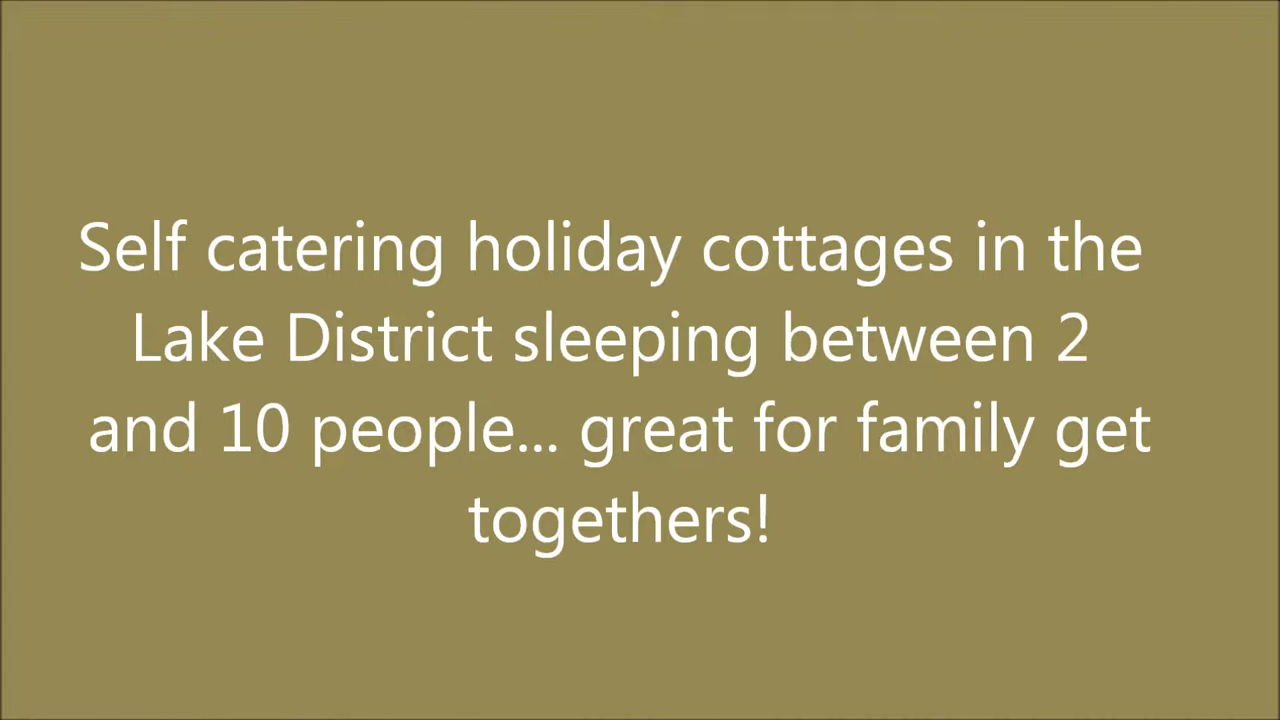 Self catering holiday cottages in the
Lake District sleeping between 2
and 10 people... great for family get
togethers!